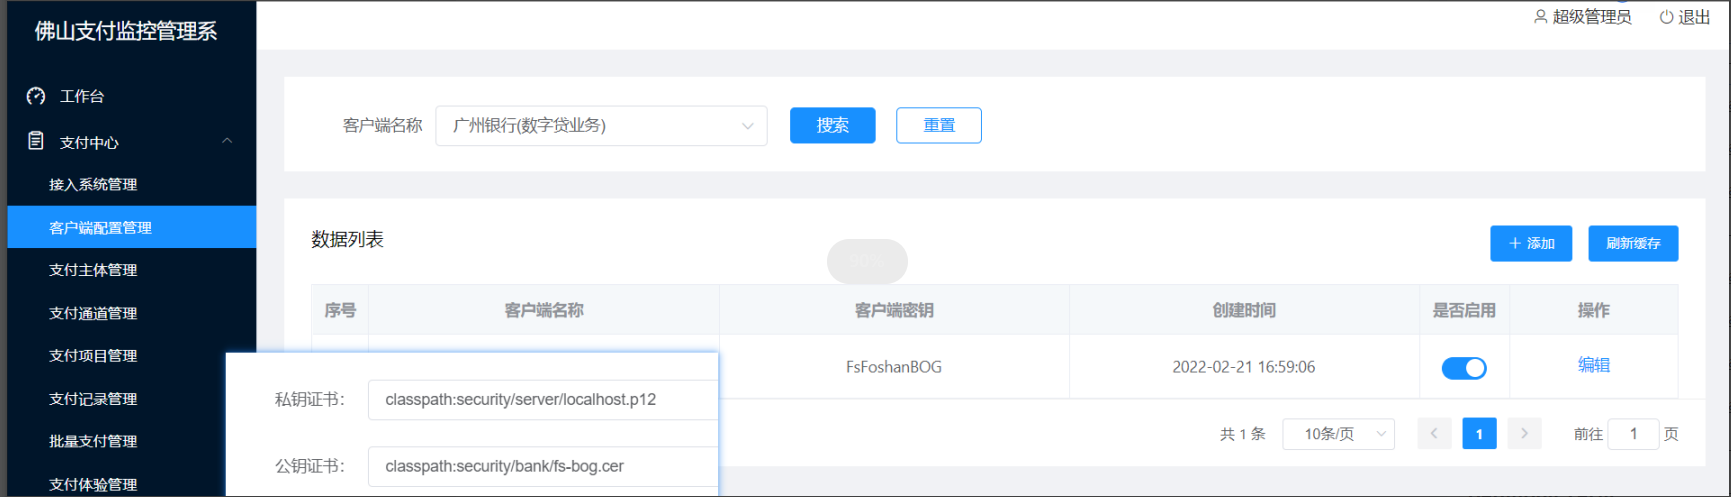 佛山支付监控管理系
超级管理员
退出
工作台
支付中心
接入系统管理
客户端配置管理
支付主体管理
支付通道管理
支付项目管理
支付记录管理
批量支付管理
支付体验管理
客户端名称
广州银行(数字贷业务)
搜索
重置
数据列表
+ 添加
刷新缓存
序号 客户端名称 客户端密钥 创建时间 是否启用 操作
FsFoshanBOG 2022-02-21 16:59:06 编辑
私钥证书: classpath:security/server/localhost.p12
公钥证书: classpath:security/bank/fs-bog.cer
共 1 条 10条/页 < 1 > 前往 1 页